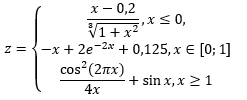 z = { (x − 0,2) / ∛(1 + x²), x ≤ 0,
−x + 2e^(−2x) + 0,125, x ∈ [0; 1]
cos²(2πx) / 4x + sin x, x ≥ 1